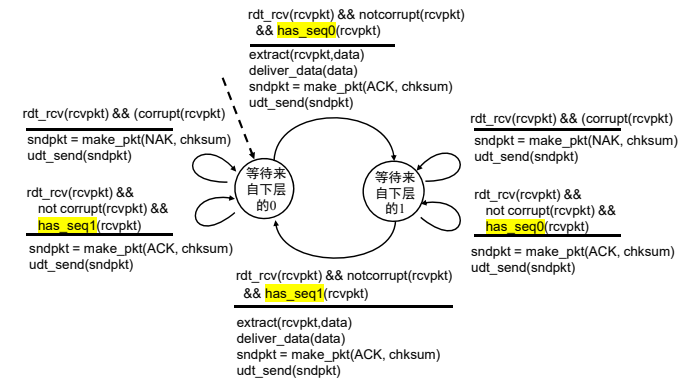 rdt_rcv(rcvpkt) && notcorrupt(rcvpkt)
&& has_seq0(rcvpkt)
extract(rcvpkt,data)
deliver_data(data)
sndpkt = make_pkt(ACK, chksum)
udt_send(sndpkt)
rdt_rcv(rcvpkt) && (corrupt(rcvpkt)
sndpkt = make_pkt(NAK, chksum)
udt_send(sndpkt)
rdt_rcv(rcvpkt) &&
not corrupt(rcvpkt) &&
has_seq1(rcvpkt)
sndpkt = make_pkt(ACK, chksum)
udt_send(sndpkt)
等待来
自下层
的0
等待来
自下层
的1
rdt_rcv(rcvpkt) && (corrupt(rcvpkt)
sndpkt = make_pkt(NAK, chksum)
udt_send(sndpkt)
rdt_rcv(rcvpkt) &&
not corrupt(rcvpkt) &&
has_seq0(rcvpkt)
sndpkt = make_pkt(ACK, chksum)
udt_send(sndpkt)
rdt_rcv(rcvpkt) && notcorrupt(rcvpkt)
&& has_seq1(rcvpkt)
extract(rcvpkt,data)
deliver_data(data)
sndpkt = make_pkt(ACK, chksum)
udt_send(sndpkt)